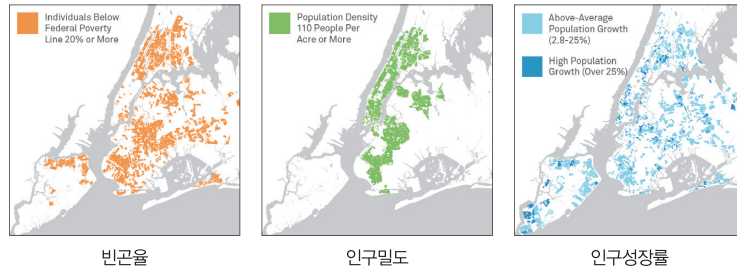 Individuals Below
Federal Poverty
Line 20% or More
Population Density
110 People Per
Acre or More
Above-Average
Population Growth
(2.8-25%)
High Population
Growth (Over 25%)
빈곤율
인구밀도
인구성장률